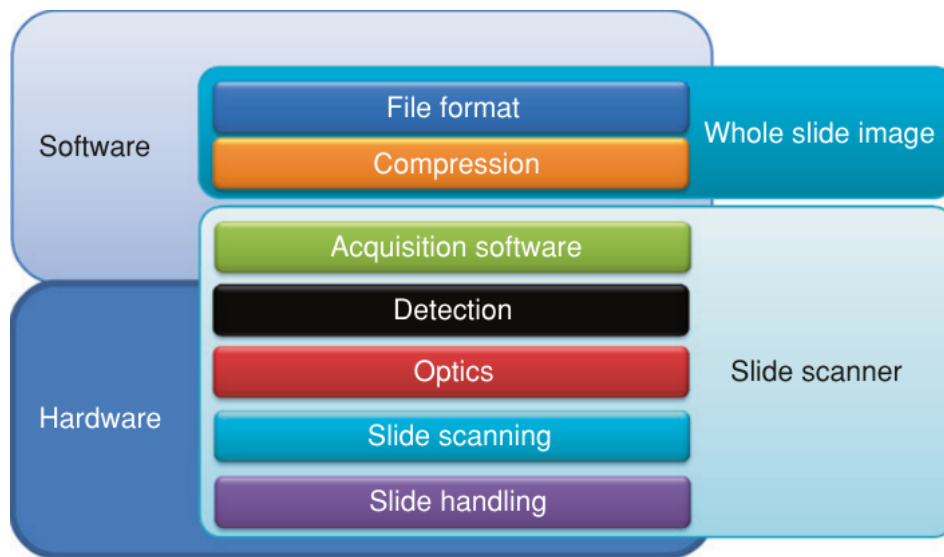 File format
Software
Whole slide image
Compression
Acquisition software
Detection
Optics
Slide scanner
Hardware
Slide scanning
Slide handling